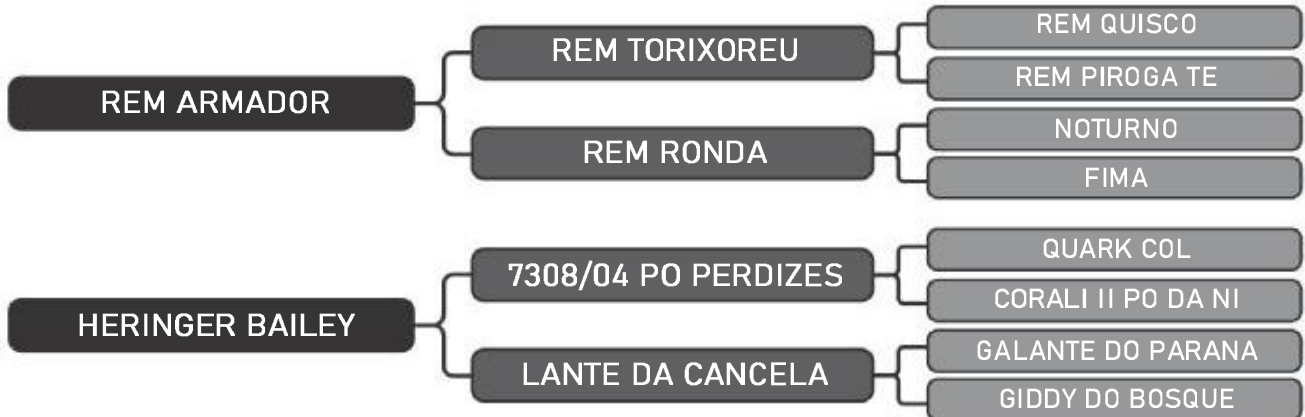 REM ARMADOR
REM TORIXOREU
REM QUISCO
REM PIROGA TE
REM RONDA
NOTURNO
FIMA
HERINGER BAILEY
7308/04 PO PERDIZES
QUARK COL
CORALI II PO DA NI
LANTE DA CANCELA
GALANTE DO PARANA
GIDDY DO BOSQUE